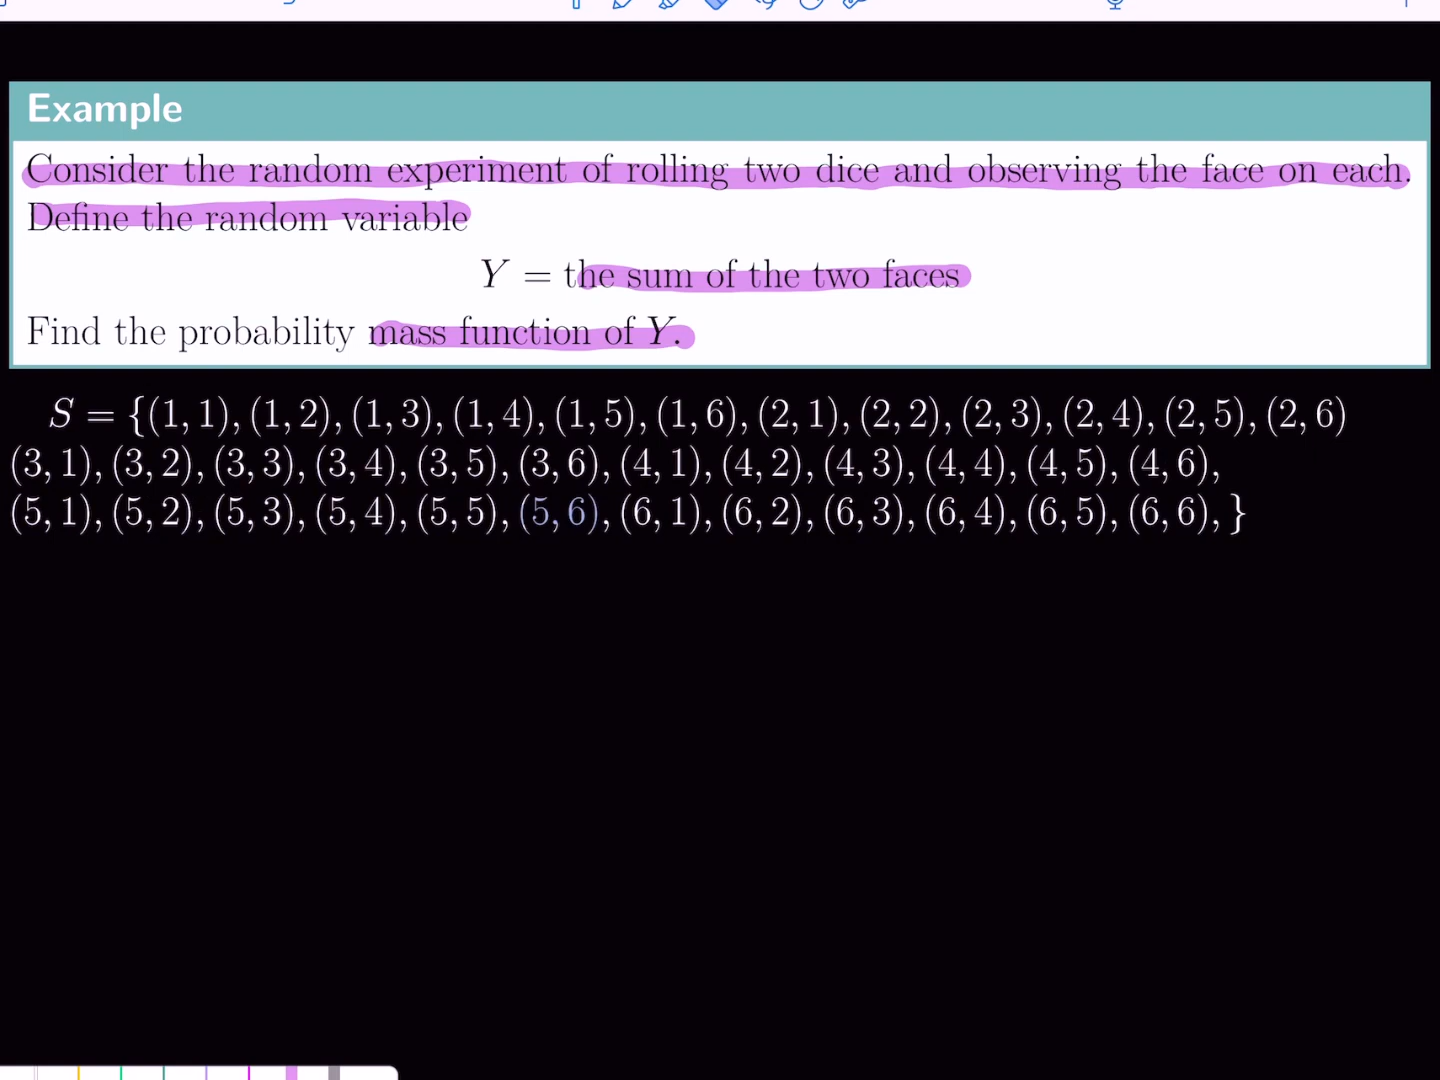 Example
Consider the random experiment of rolling two dice and observing the face on each.
Define the random variable
Y = the sum of the two faces
Find the probability mass function of Y.
S = {(1, 1), (1, 2), (1, 3), (1, 4), (1, 5), (1, 6), (2, 1), (2, 2), (2, 3), (2, 4), (2, 5), (2, 6)
(3, 1), (3, 2), (3, 3), (3, 4), (3, 5), (3, 6), (4, 1), (4, 2), (4, 3), (4, 4), (4, 5), (4, 6),
(5, 1), (5, 2), (5, 3), (5, 4), (5, 5), (5, 6), (6, 1), (6, 2), (6, 3), (6, 4), (6, 5), (6, 6), }